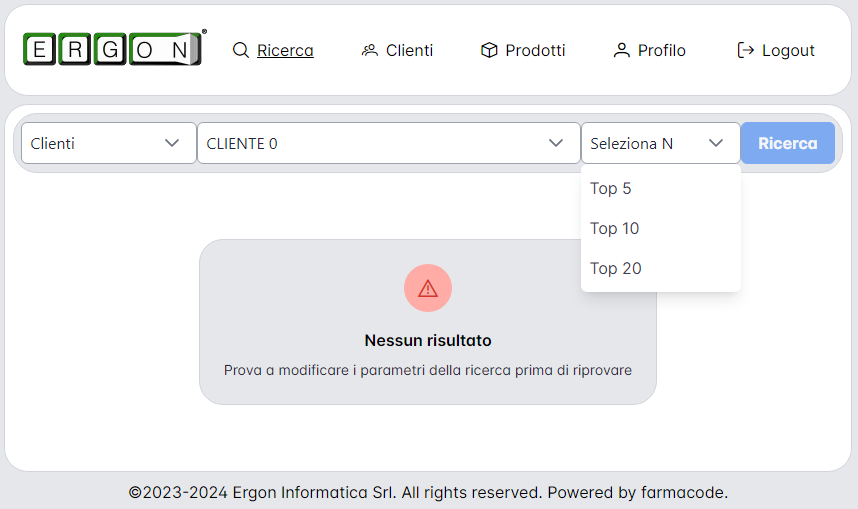 ERGON®
Ricerca
Clienti
Prodotti
Profilo
Logout
Clienti
CLIENTE 0
Seleziona N
Ricerca
Top 5
Top 10
Top 20
Nessun risultato
Prova a modificare i parametri della ricerca prima di riprovare
©2023-2024 Ergon Informatica Srl. All rights reserved. Powered by farmacode.